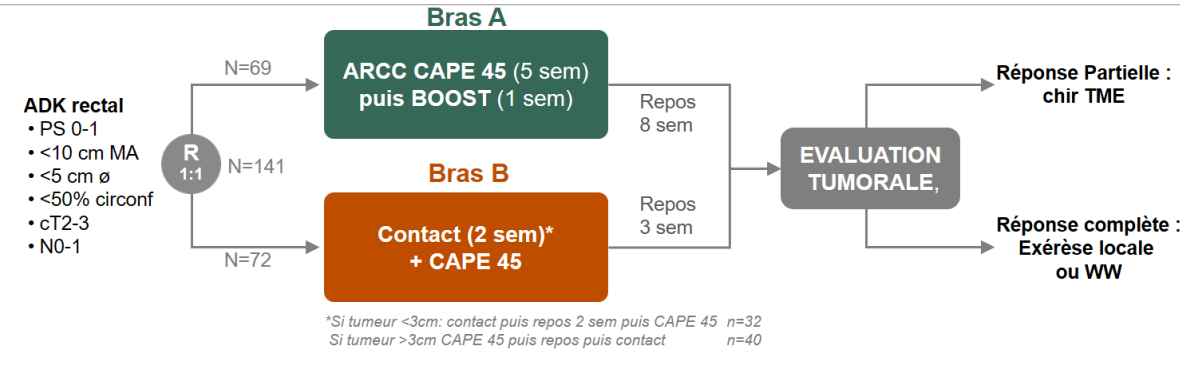 Bras A
N=69
ARCC CAPE 45 (5 sem)
puis BOOST (1 sem)
Réponse Partielle :
chir TME
ADK rectal
• PS 0-1
• <10 cm MA
• <5 cm ø
• <50% circonf
• cT2-3
• N0-1
Repos
8 sem
R
1:1
N=141
EVALUATION
TUMORALE,
Bras B
Repos
3 sem
Contact (2 sem)*
+ CAPE 45
N=72
Réponse complète :
Exérèse locale
ou WW
*Si tumeur <3cm: contact puis repos 2 sem puis CAPE 45 n=32
Si tumeur >3cm CAPE 45 puis repos puis contact n=40